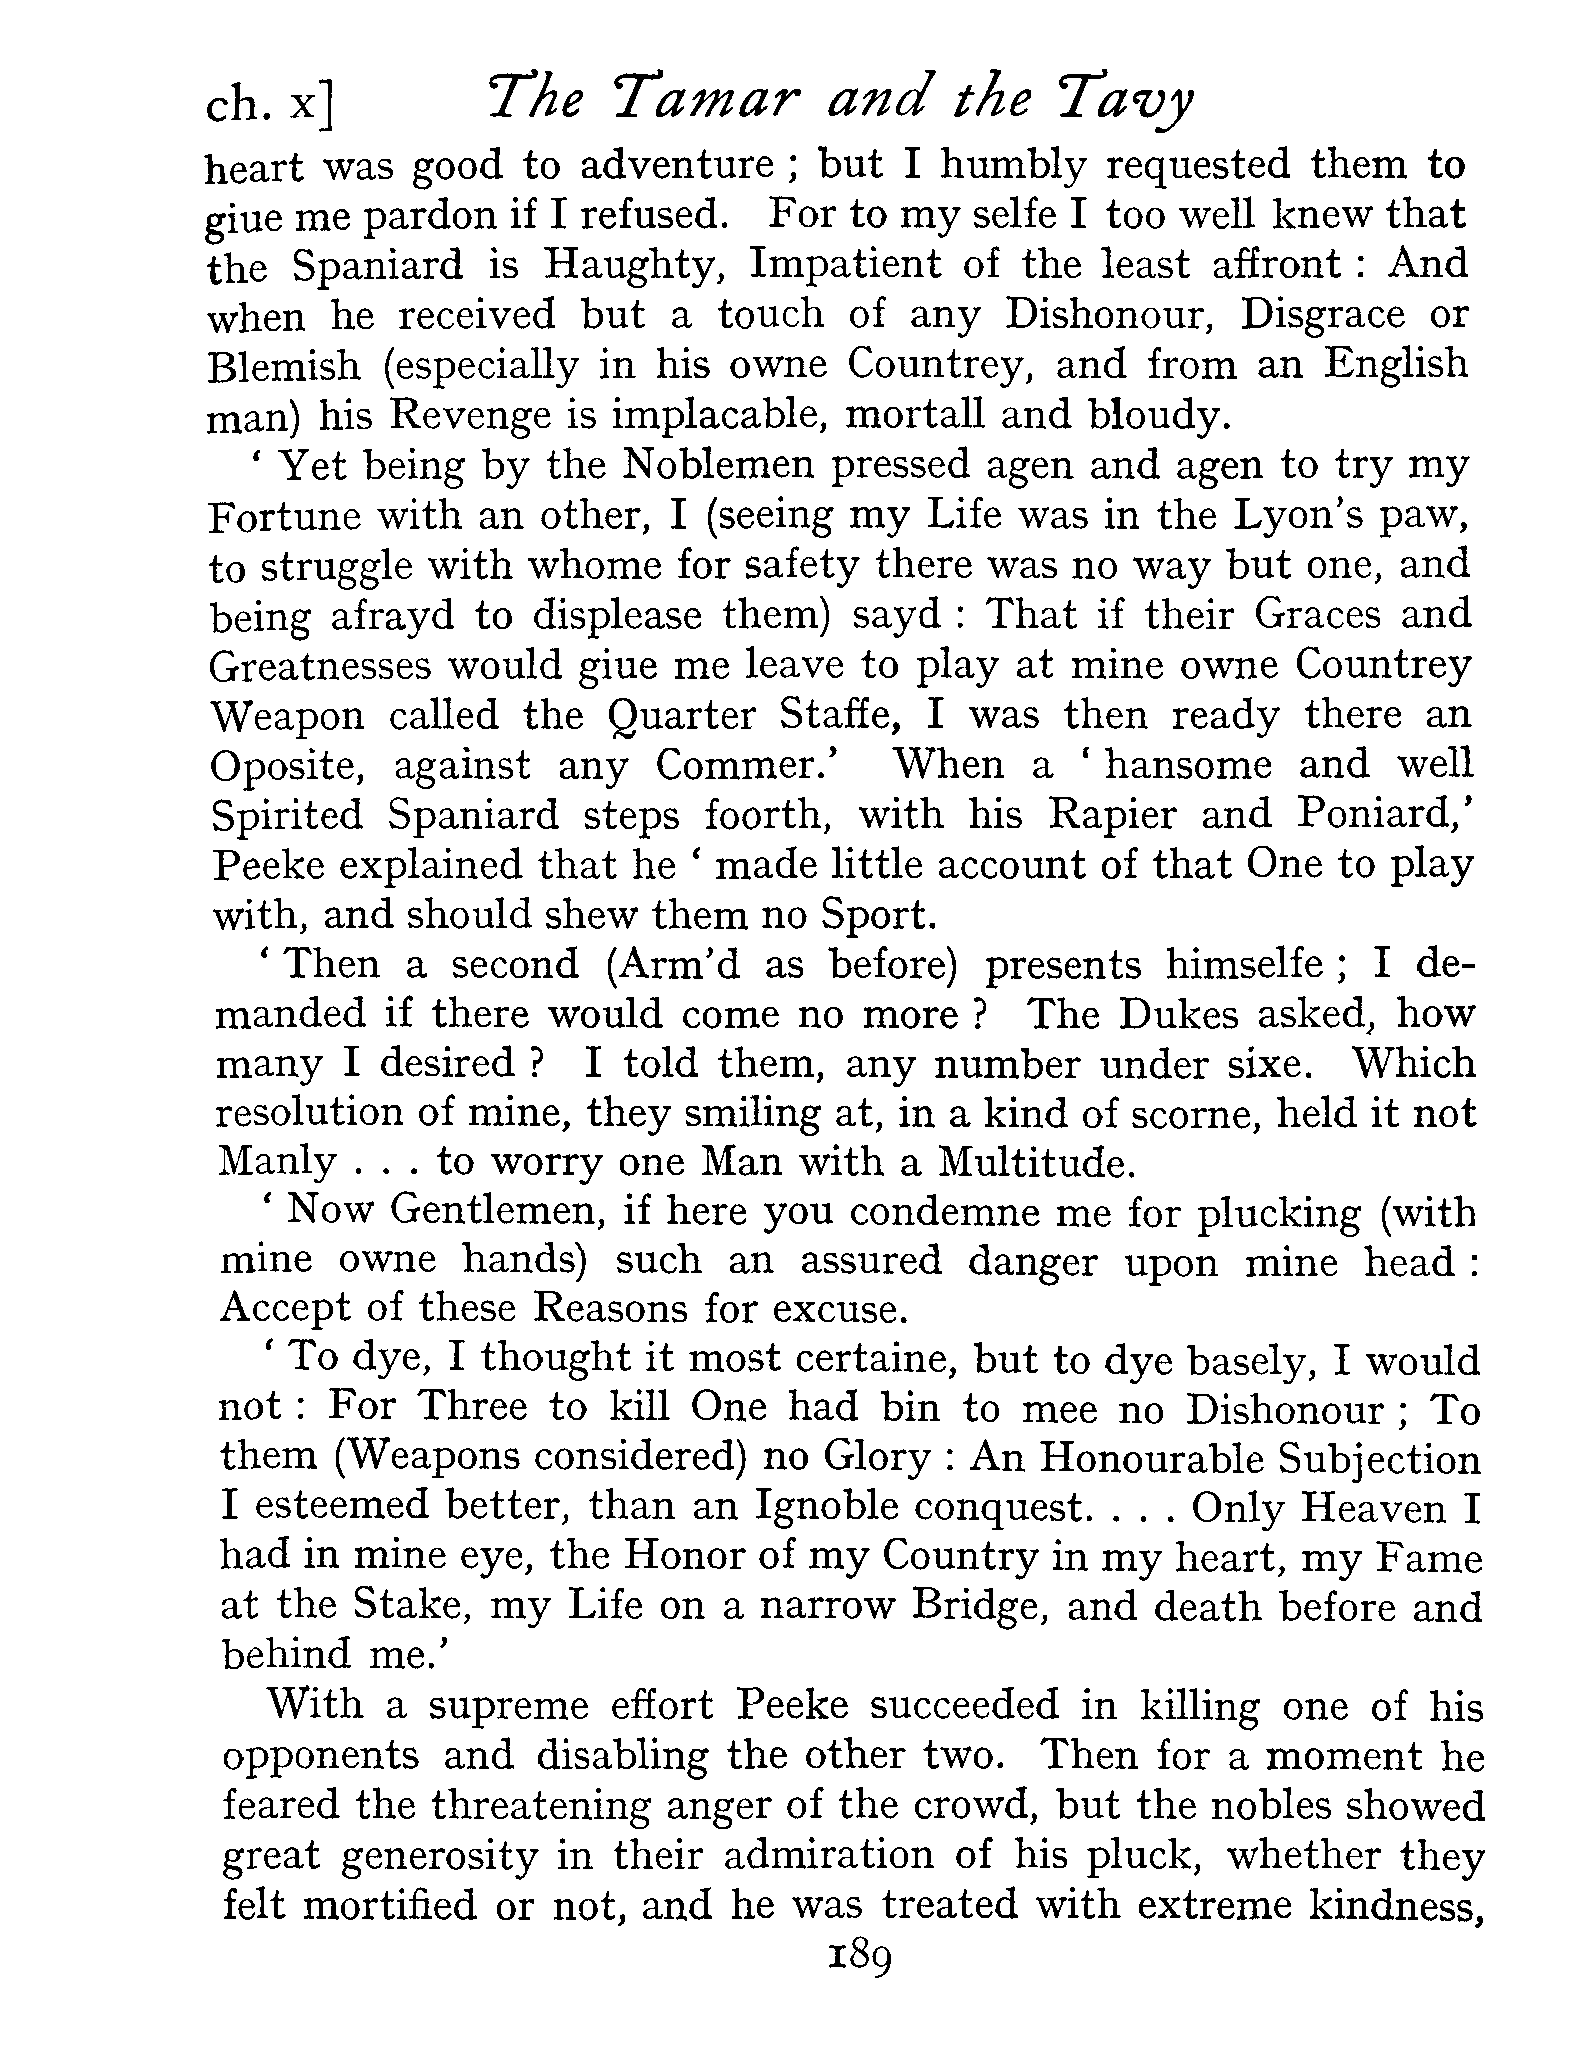 ch. x] The Tamar and the Tavy
heart was good to adventure ; but I humbly requested them to
giue me pardon if I refused. For to my selfe I too well knew that
the Spaniard is Haughty, Impatient of the least affront : And
when he received but a touch of any Dishonour, Disgrace or
Blemish (especially in his owne Countrey, and from an English
man) his Revenge is implacable, mortall and bloudy.
‘ Yet being by the Noblemen pressed agen and agen to try my
Fortune with an other, I (seeing my Life was in the Lyon’s paw,
to struggle with whome for safety there was no way but one, and
being afrayd to displease them) sayd : That if their Graces and
Greatnesses would giue me leave to play at mine owne Countrey
Weapon called the Quarter Staffe, I was then ready there an
Oposite, against any Commer.’ When a ‘ hansome and well
Spirited Spaniard steps foorth, with his Rapier and Poniard,’
Peeke explained that he ‘ made little account of that One to play
with, and should shew them no Sport.
‘ Then a second (Arm’d as before) presents himselfe ; I de-
manded if there would come no more ? The Dukes asked, how
many I desired ? I told them, any number under sixe. Which
resolution of mine, they smiling at, in a kind of scorne, held it not
Manly . . . to worry one Man with a Multitude.
‘ Now Gentlemen, if here you condemne me for plucking (with
mine owne hands) such an assured danger upon mine head :
Accept of these Reasons for excuse.
‘ To dye, I thought it most certaine, but to dye basely, I would
not : For Three to kill One had bin to mee no Dishonour ; To
them (Weapons considered) no Glory : An Honourable Subjection
I esteemed better, than an Ignoble conquest. . . . Only Heaven I
had in mine eye, the Honor of my Country in my heart, my Fame
at the Stake, my Life on a narrow Bridge, and death before and
behind me.’
With a supreme effort Peeke succeeded in killing one of his
opponents and disabling the other two. Then for a moment he
feared the threatening anger of the crowd, but the nobles showed
great generosity in their admiration of his pluck, whether they
felt mortified or not, and he was treated with extreme kindness,
189